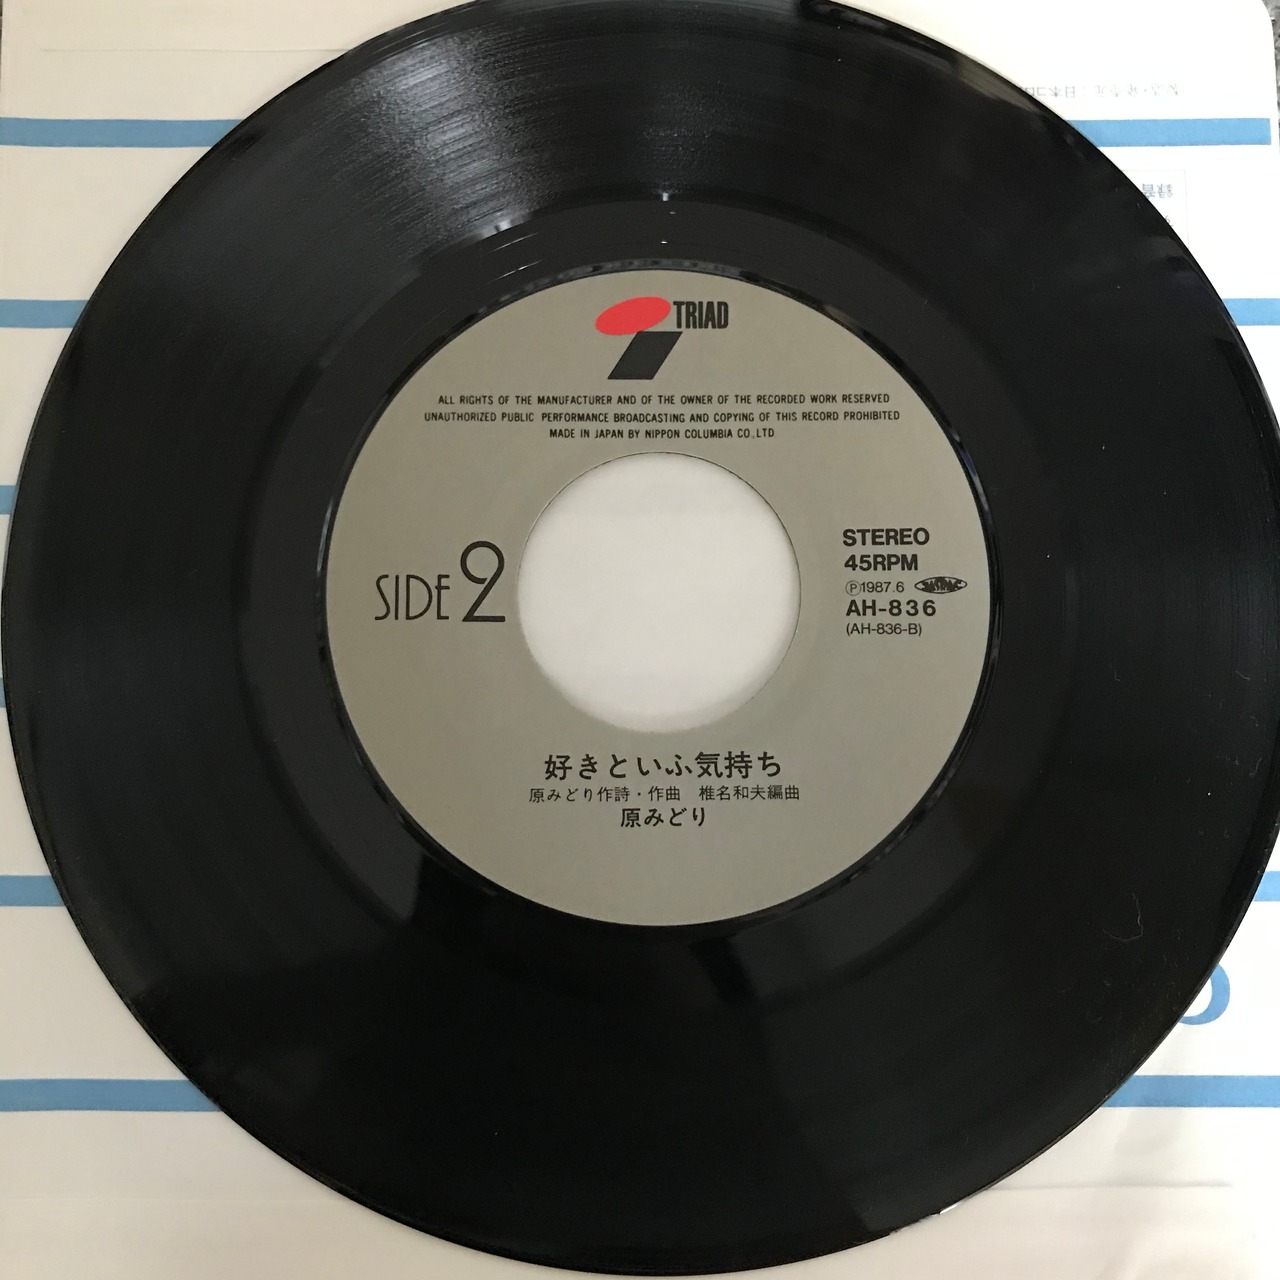 TRIAD
ALL RIGHTS OF THE MANUFACTURER AND OF THE OWNER OF THE RECORDED WORK RESERVED
UNAUTHORIZED PUBLIC PERFORMANCE BROADCASTING AND COPYING OF THIS RECORD PROHIBITED
MADE IN JAPAN BY NIPPON COLUMBIA CO.,LTD
SIDE 2
STEREO
45RPM
Ⓟ1987.6 JASRAC
AH-836
(AH-836-B)
好きといふ気持ち
原みどり作詩・作曲 椎名和夫編曲
原みどり